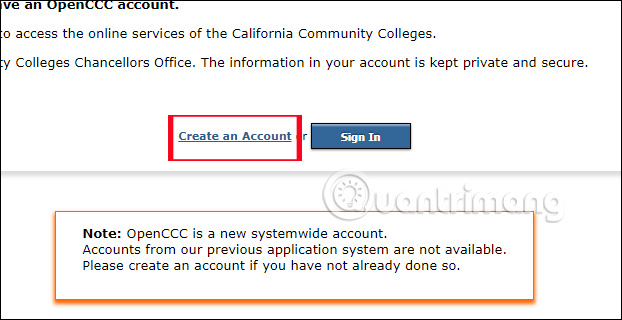 ve an OpenCCC account.
to access the online services of the California Community Colleges.
ty Colleges Chancellors Office. The information in your account is kept private and secure.
Create an Account or Sign In
Quantrimang
Note: OpenCCC is a new systemwide account.
Accounts from our previous application system are not available.
Please create an account if you have not already done so.